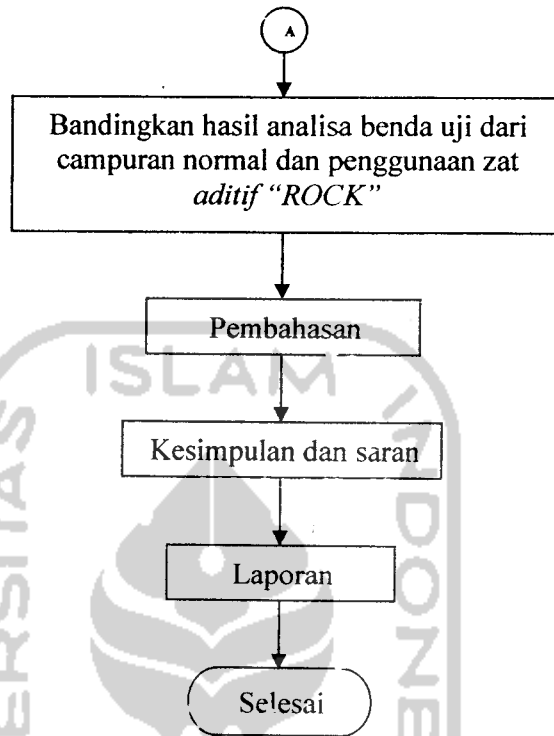 A
Bandingkan hasil analisa benda uji dari
campuran normal dan penggunaan zat
aditif “ROCK”
Pembahasan
ISLAM
Kesimpulan dan saran
Laporan
Selesai